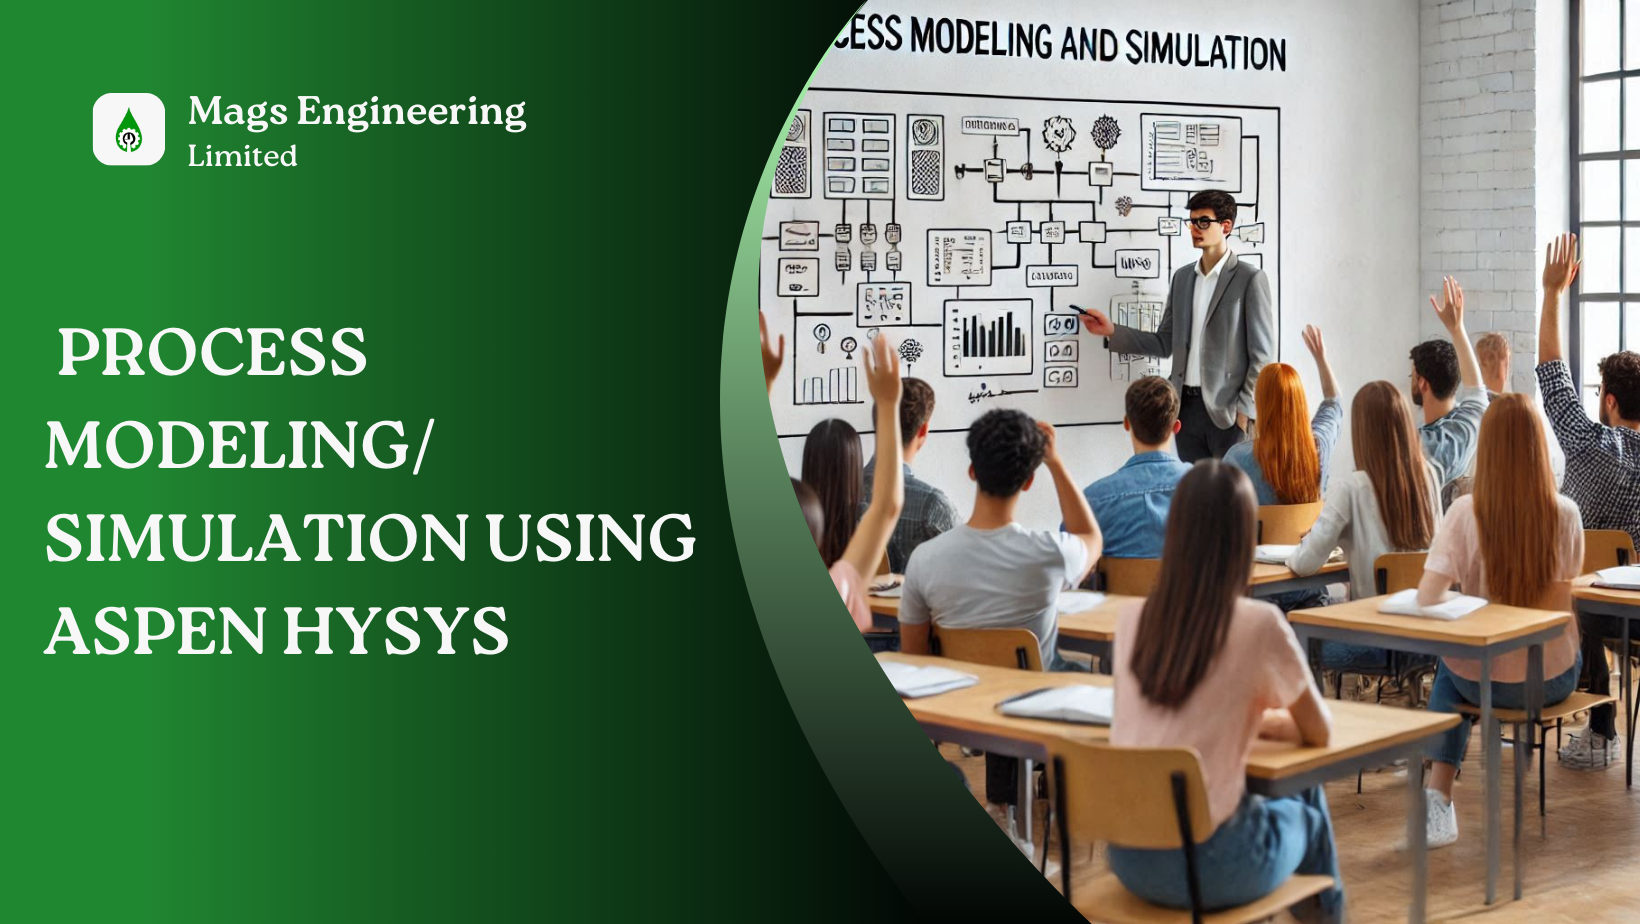 Mags Engineering
Limited
PROCESS
MODELING/
SIMULATION USING
ASPEN HYSYS
CESS MODELING AND SIMULATION